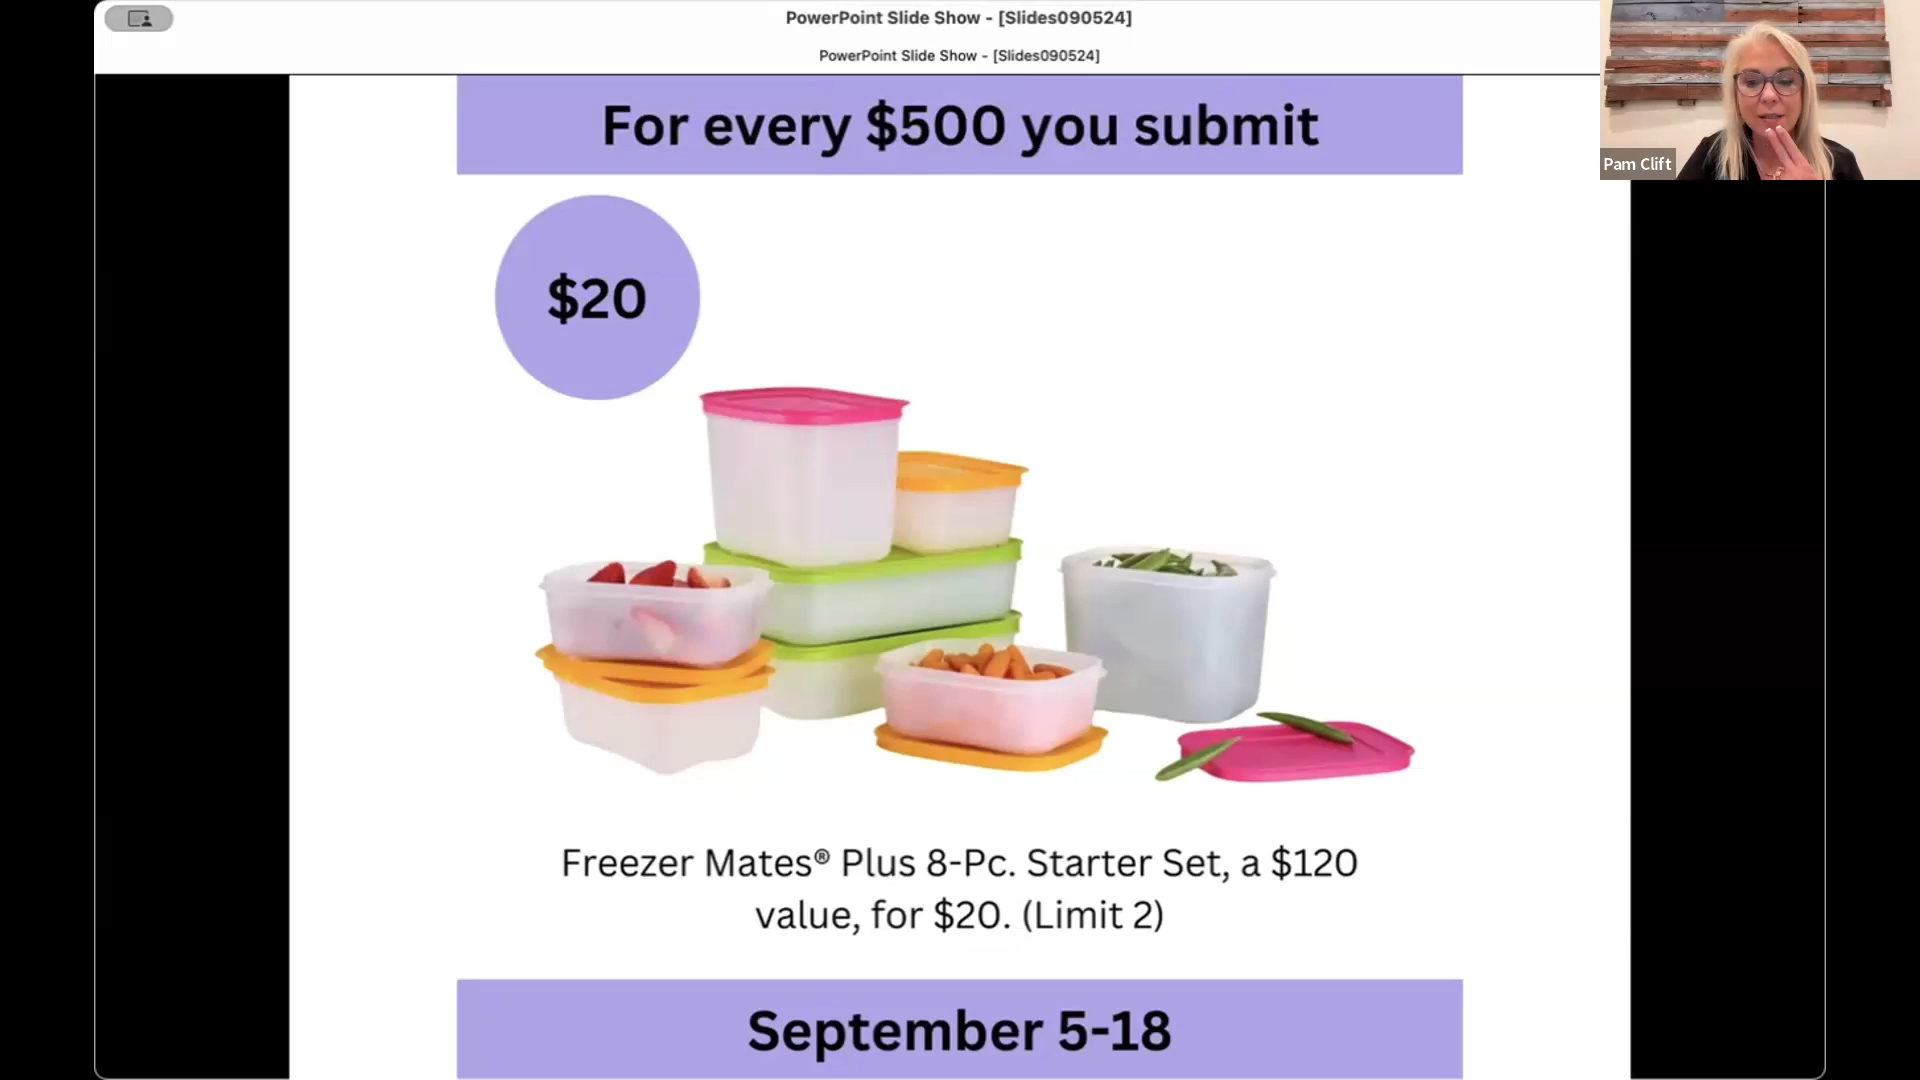 PowerPoint Slide Show - [Slides090524]
PowerPoint Slide Show - [Slides090524]
Pam Clift
For every $500 you submit
$20
Freezer Mates® Plus 8-Pc. Starter Set, a $120
value, for $20. (Limit 2)
September 5-18